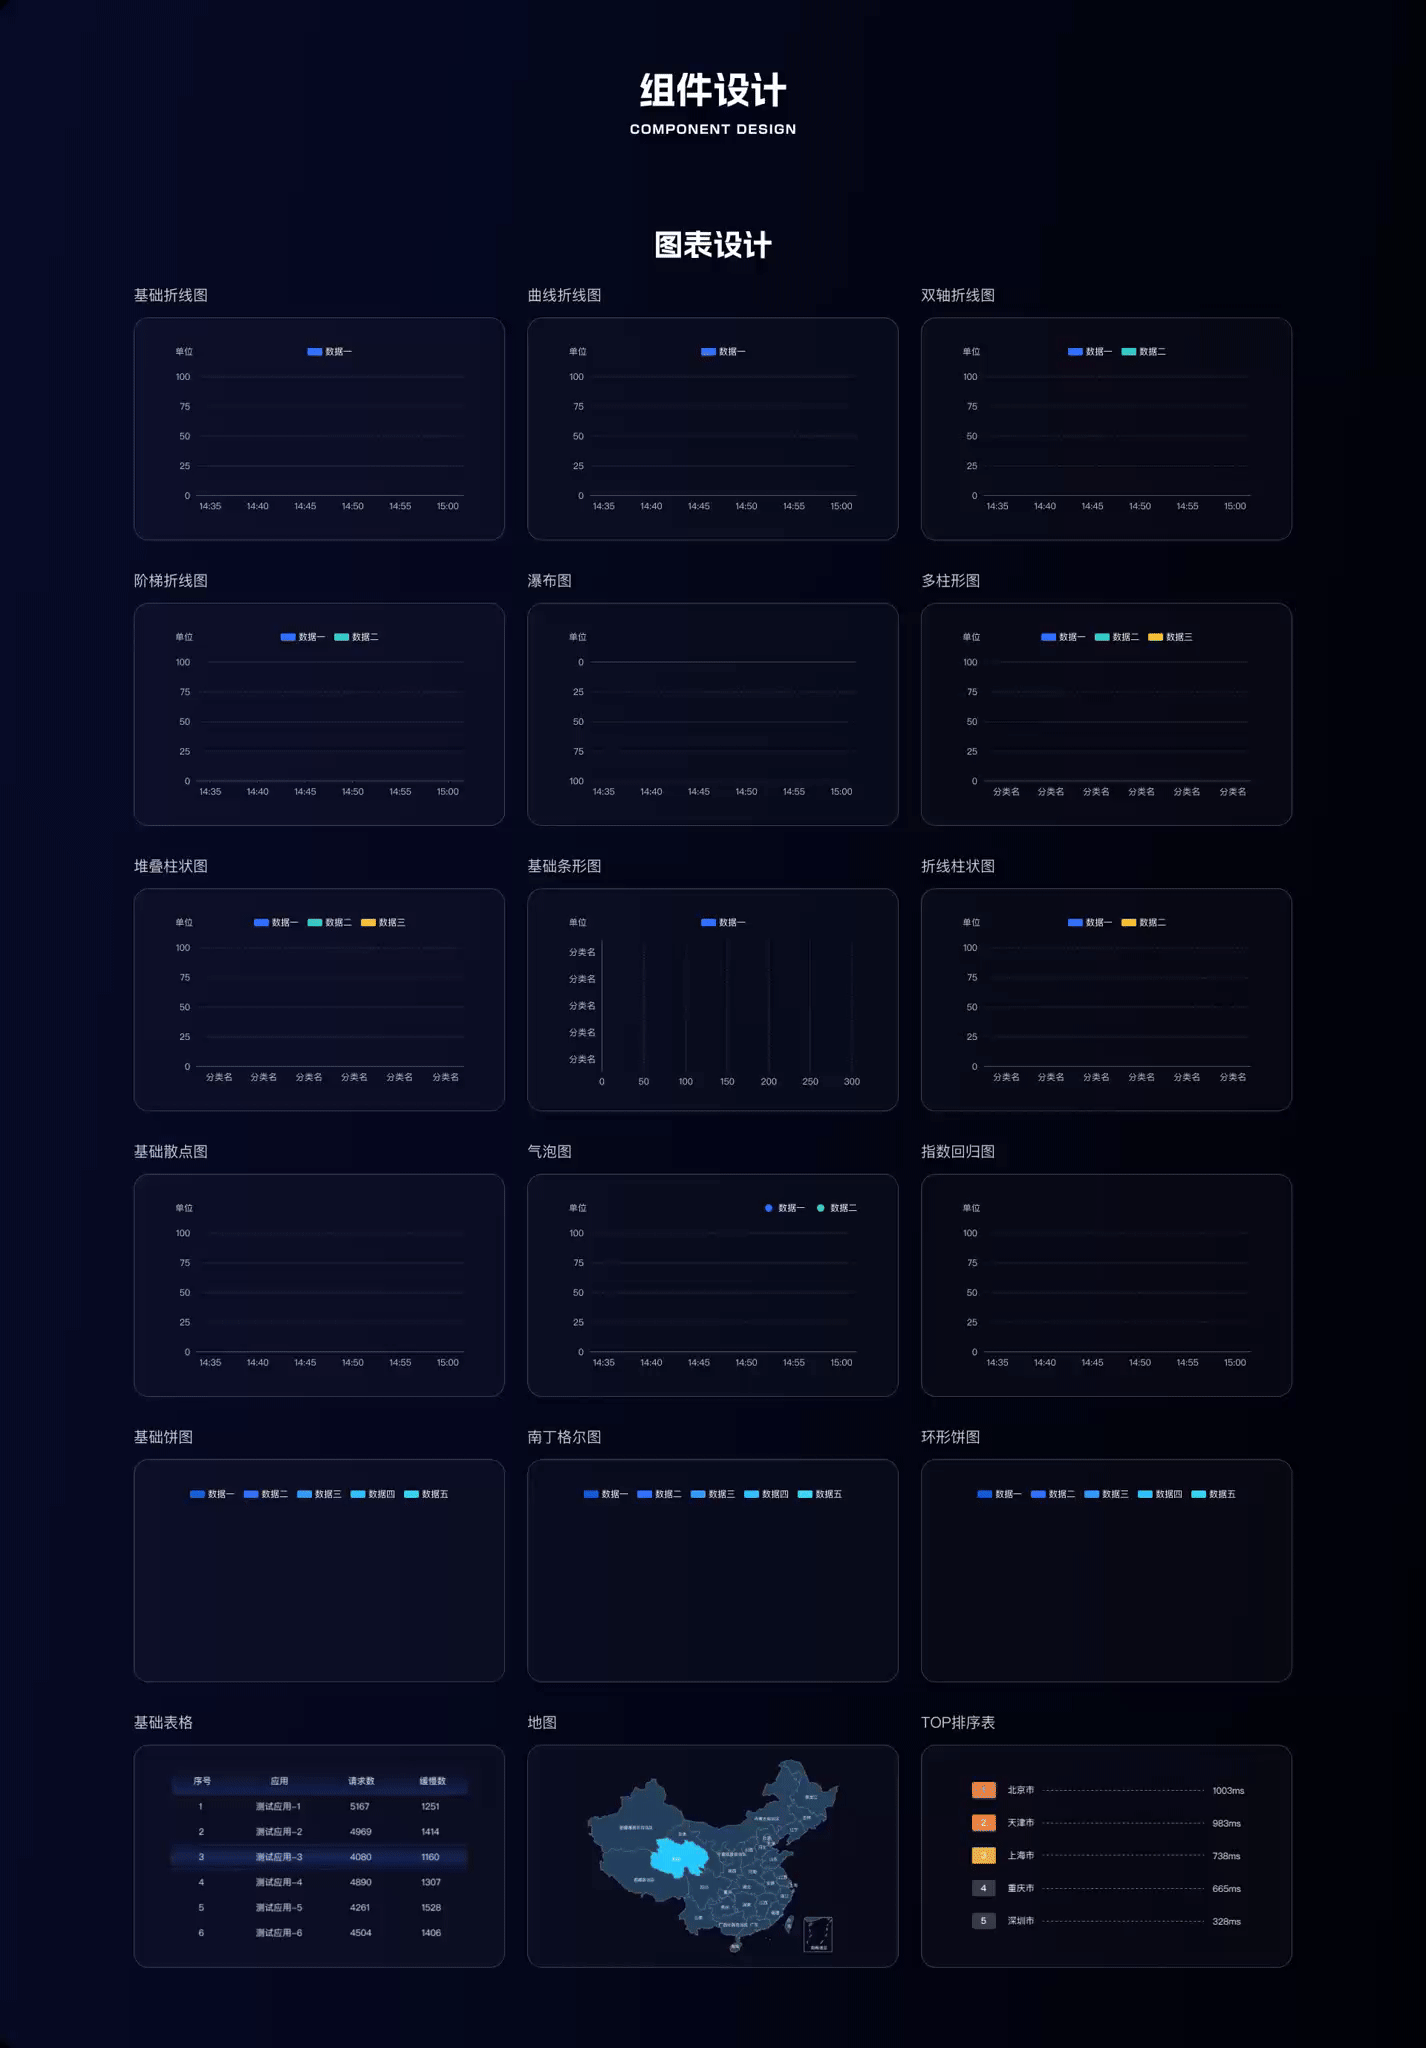 组件设计
COMPONENT DESIGN
图表设计
基础折线图
单位
数据一
100
75
50
25
0
14:35 14:40 14:45 14:50 14:55 15:00
曲线折线图
单位
数据一
100
75
50
25
0
14:35 14:40 14:45 14:50 14:55 15:00
双轴折线图
单位
数据一 数据二
100
75
50
25
0
14:35 14:40 14:45 14:50 14:55 15:00
阶梯折线图
单位
数据一 数据二
100
75
50
25
0
14:35 14:40 14:45 14:50 14:55 15:00
瀑布图
单位
0
25
50
75
100
14:35 14:40 14:45 14:50 14:55 15:00
多柱形图
单位
数据一 数据二 数据三
100
75
50
25
0
分类名 分类名 分类名 分类名 分类名 分类名
堆叠柱状图
单位
数据一 数据二 数据三
100
75
50
25
0
分类名 分类名 分类名 分类名 分类名 分类名
基础条形图
单位
数据一
分类名
分类名
分类名
分类名
分类名
0 50 100 150 200 250 300
折线柱状图
单位
数据一 数据二
100
75
50
25
0
分类名 分类名 分类名 分类名 分类名 分类名
基础散点图
单位
100
75
50
25
0
14:35 14:40 14:45 14:50 14:55 15:00
气泡图
单位
数据一 数据二
100
75
50
25
0
14:35 14:40 14:45 14:50 14:55 15:00
指数回归图
单位
100
75
50
25
0
14:35 14:40 14:45 14:50 14:55 15:00
基础饼图
数据一 数据二 数据三 数据四 数据五
南丁格尔图
数据一 数据二 数据三 数据四 数据五
环形饼图
数据一 数据二 数据三 数据四 数据五
基础表格
序号 应用 请求数 缓慢数
1 测试应用-1 5167 1251
2 测试应用-2 4969 1414
3 测试应用-3 4080 1160
4 测试应用-4 4890 1307
5 测试应用-5 4261 1528
6 测试应用-6 4504 1406
地图
TOP排序表
北京市 1003ms
2 天津市 983ms
3 上海市 738ms
4 重庆市 665ms
5 深圳市 328ms